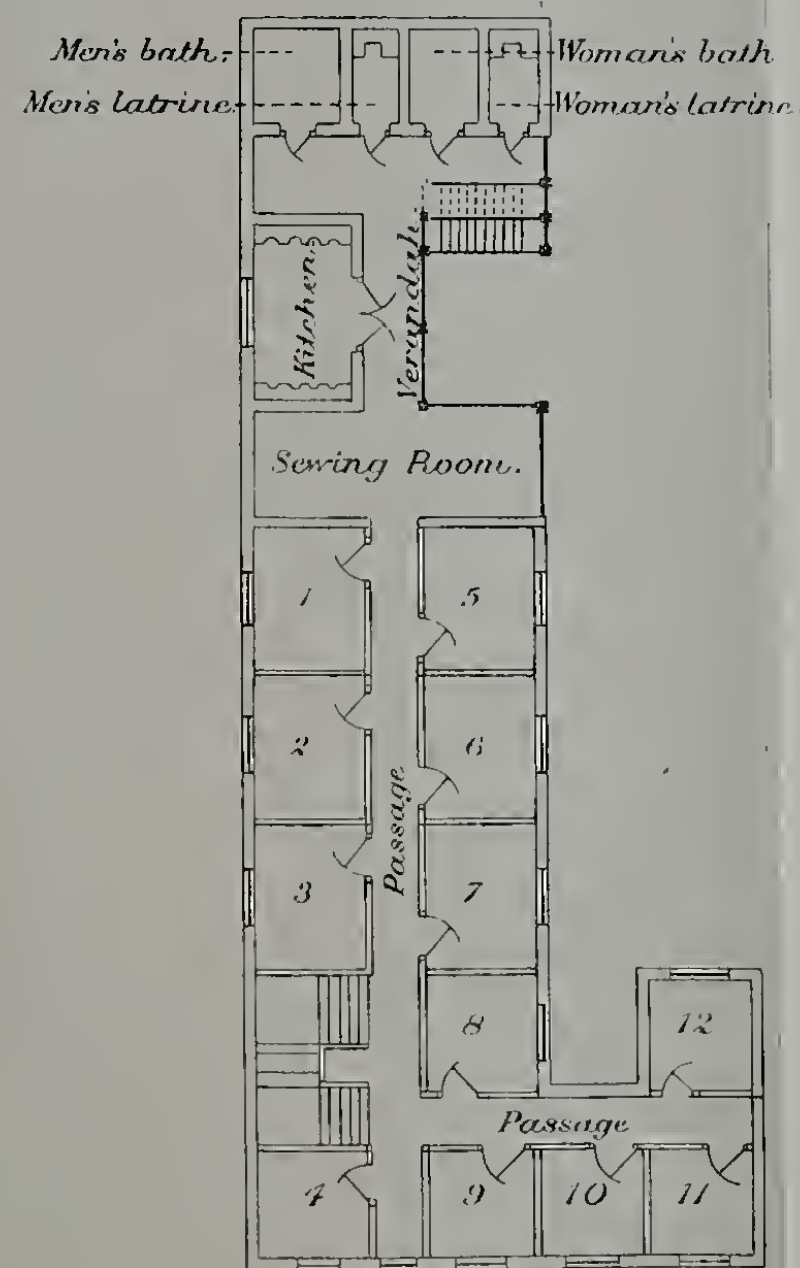 Men's bath.
Woman's bath
Men's latrine.
Woman's latrine.
Kitchen.
Verandah.
Sewing Room.
1
5
2
6
Passage
3
7
8
12
Passage
4
9
10
11